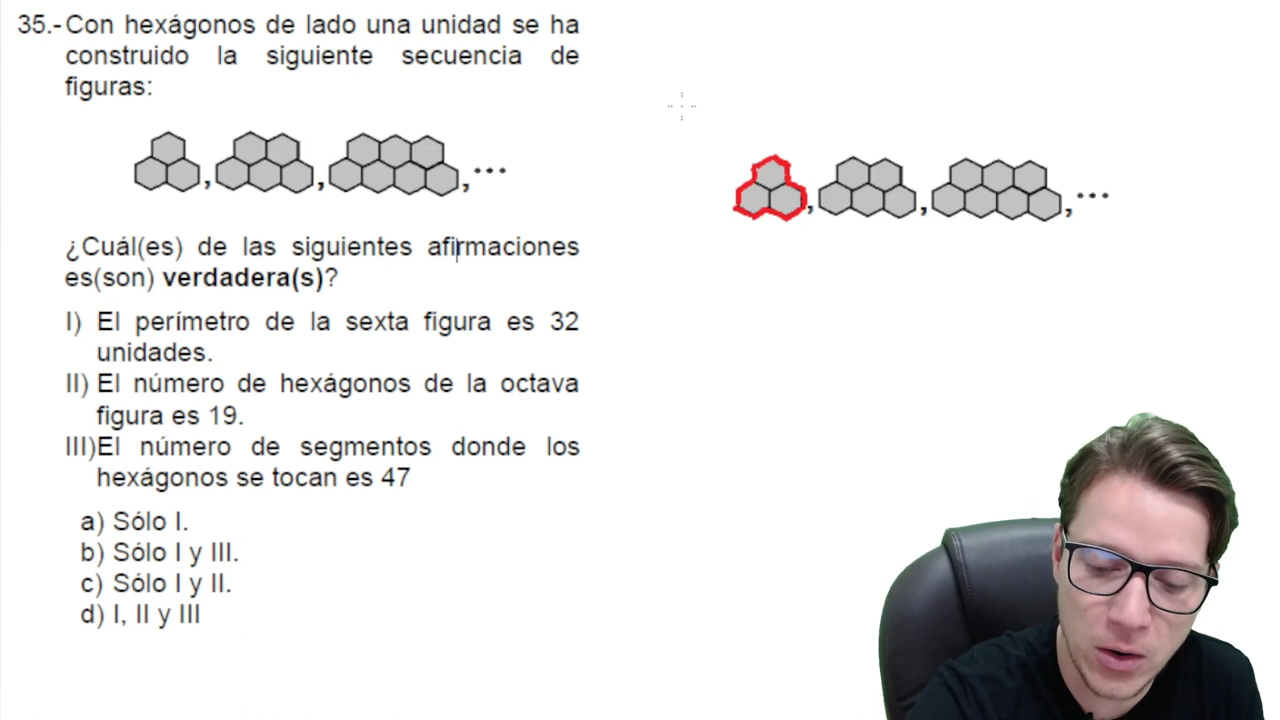 35.-Con hexágonos de lado una unidad se ha
construido la siguiente secuencia de
figuras:
, , , ...
, , , ...
¿Cuál(es) de las siguientes afirmaciones
es(son) verdadera(s)?
I) El perímetro de la sexta figura es 32
unidades.
II) El número de hexágonos de la octava
figura es 19.
III)El número de segmentos donde los
hexágonos se tocan es 47
a) Sólo I.
b) Sólo I y III.
c) Sólo I y II.
d) I, II y III